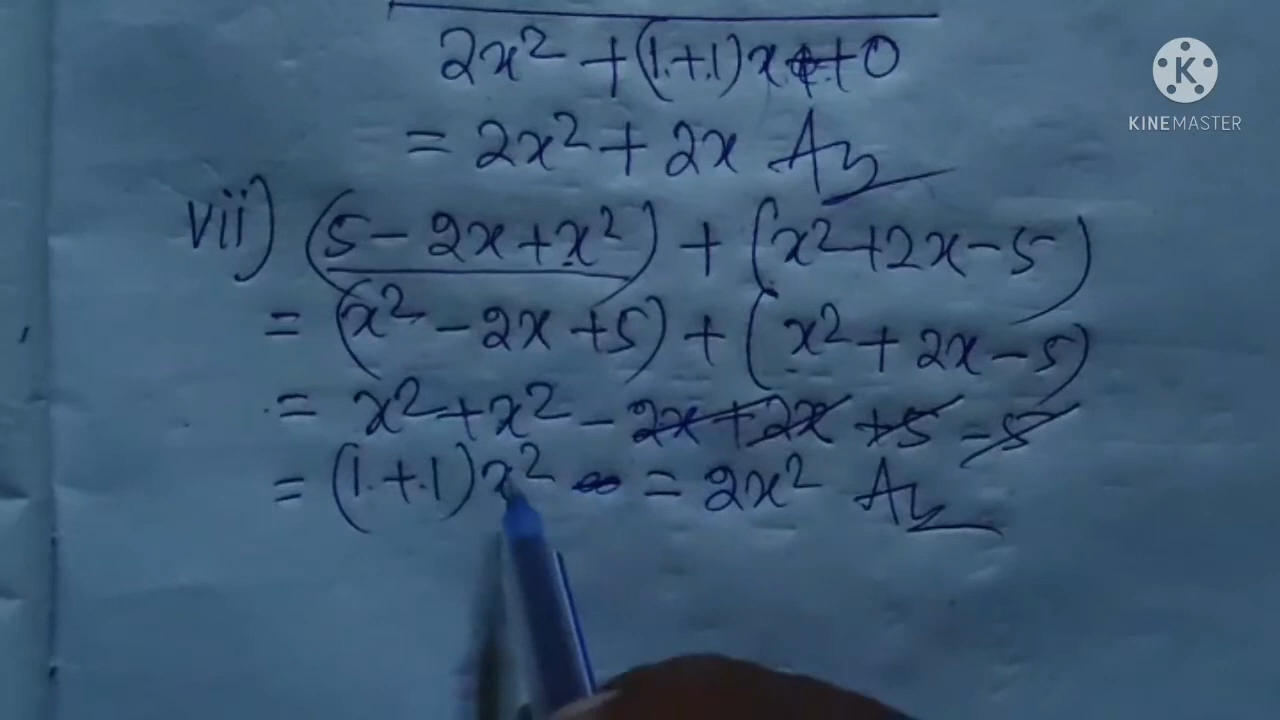 2x² + (1+1)x + 0
= 2x² + 2x Ans
K
KINEMASTER
vii) (5 - 2x + x²) + (x² + 2x - 5)
= (x² - 2x + 5) + (x² + 2x - 5)
= x² + x² - 2x + 2x + 5 - 5
= (1+1)x² = 2x² Ans